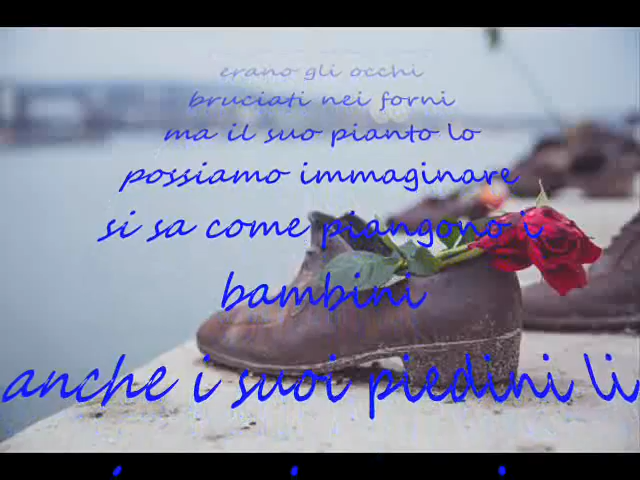 erano gli occhi
bruciati nei forni
ma il suo pianto lo
possiamo immaginare
si sa come piangono i
bambini
anche i suoi piedini li